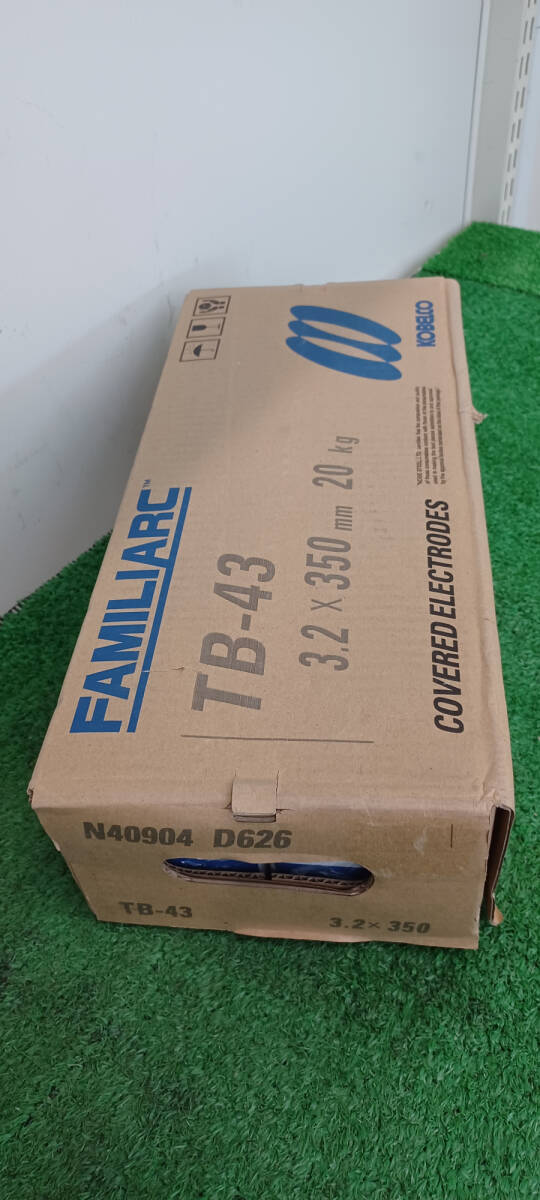 FAMILIARC™
TB-43
3.2 × 350 mm 20 kg
COVERED ELECTRODES
KOBELCO
N40904 D626
TB-43
3.2× 350